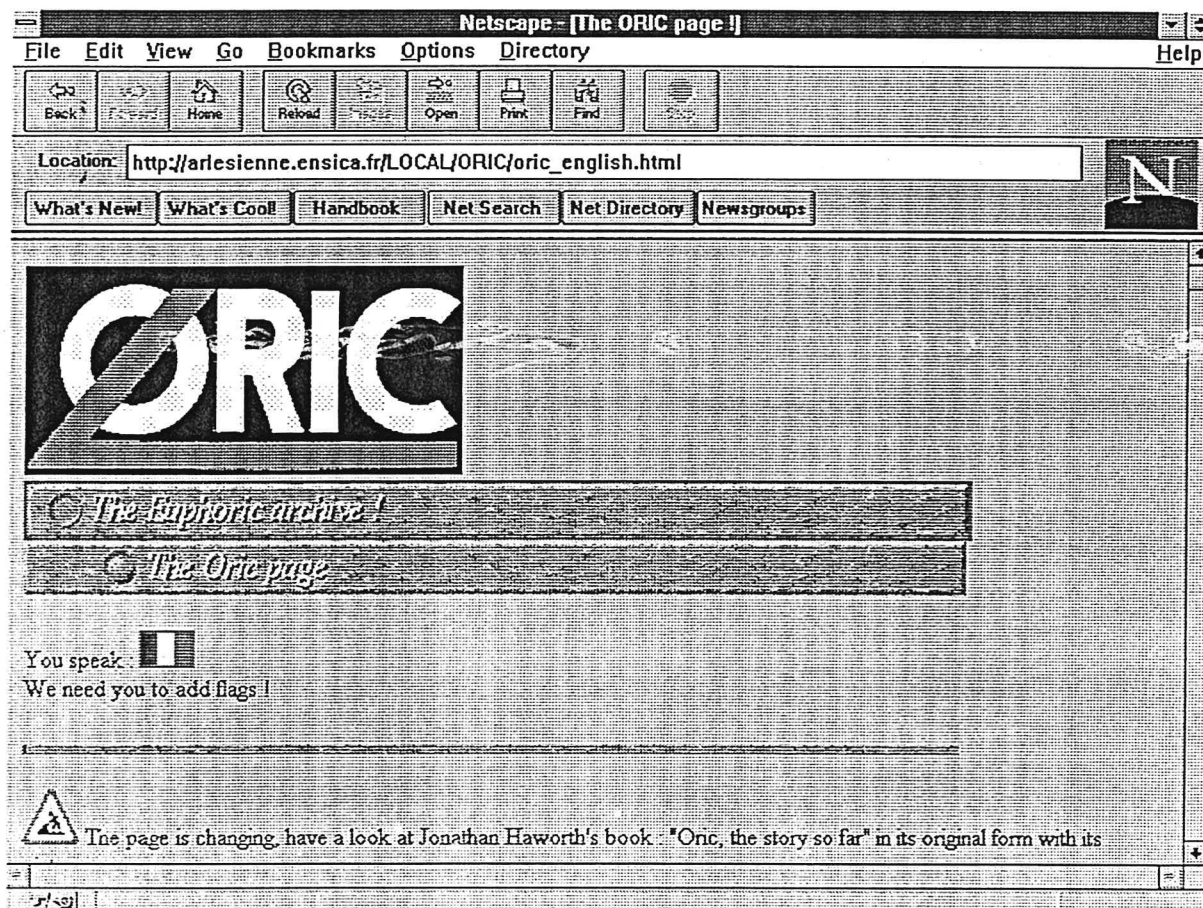 Netscape - [The ORIC page !]
File Edit View Go Bookmarks Options Directory Help
Back Forward Home Reload Images Open Print Find Stop
Location: http://arlesienne.ensica.fr/LOCAL/ORIC/oric_english.html
What's New! What's Cool! Handbook Net Search Net Directory Newsgroups
N
ORIC
The Euphoric archive !
The Oric page
You speak :
We need you to add flags !
The page is changing, have a look at Jonathan Haworth's book : "Oric, the story so far" in its original form with its